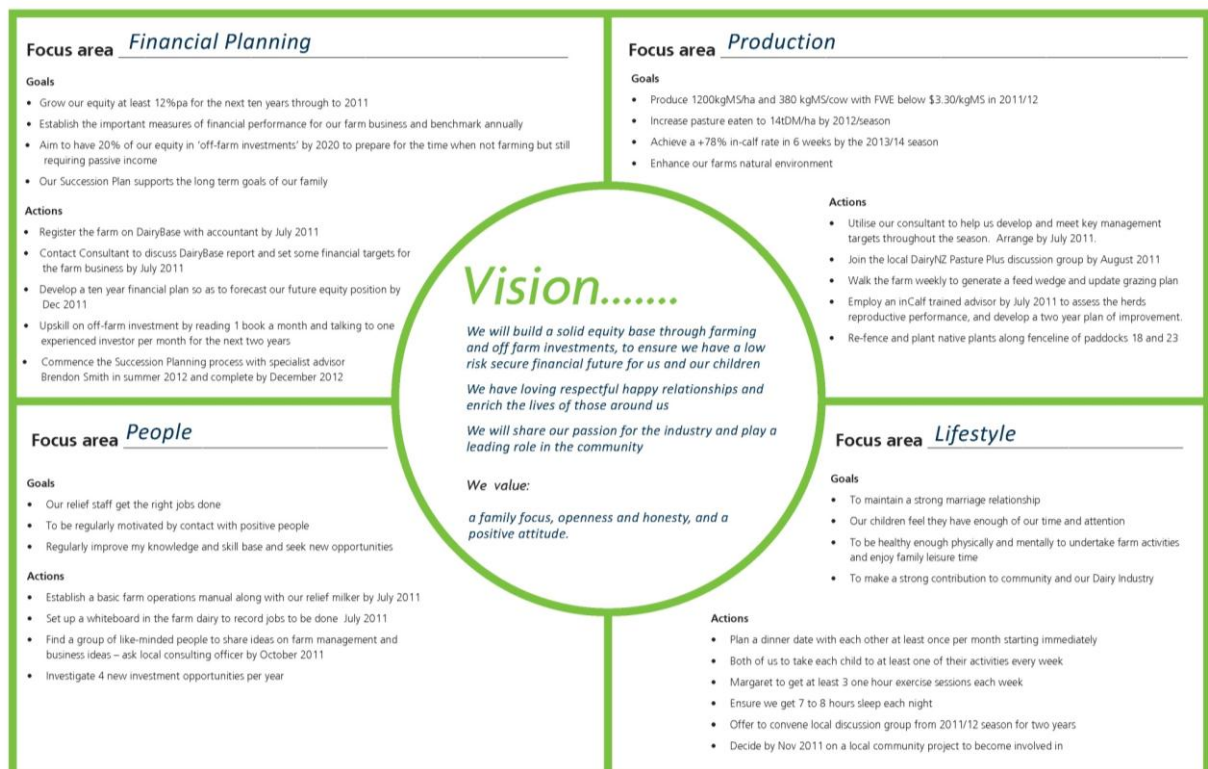 Focus area Financial Planning
Goals
• Grow our equity at least 12%pa for the next ten years through to 2011
• Establish the important measures of financial performance for our farm business and benchmark annually
• Aim to have 20% of our equity in 'off-farm investments' by 2020 to prepare for the time when not farming but still
requiring passive income
• Our Succession Plan supports the long term goals of our family
Actions
• Register the farm on DairyBase with accountant by July 2011
• Contact Consultant to discuss DairyBase report and set some financial targets for
the farm business by July 2011
• Develop a ten year financial plan so as to forecast our future equity position by
Dec 2011
• Upskill on off-farm investment by reading 1 book a month and talking to one
experienced investor per month for the next two years
• Commence the Succession Planning process with specialist advisor
Brendon Smith in summer 2012 and complete by December 2012
Focus area Production
Goals
• Produce 1200kgMS/ha and 380 kgMS/cow with FWE below $3.30/kgMS in 2011/12
• Increase pasture eaten to 14tDM/ha by 2012/season
• Achieve a +78% in-calf rate in 6 weeks by the 2013/14 season
• Enhance our farms natural environment
Actions
• Utilise our consultant to help us develop and meet key management
targets throughout the season. Arrange by July 2011.
• Join the local DairyNZ Pasture Plus discussion group by August 2011
• Walk the farm weekly to generate a feed wedge and update grazing plan
• Employ an inCalf trained advisor by July 2011 to assess the herds
reproductive performance, and develop a two year plan of improvement.
• Re-fence and plant native plants along fenceline of paddocks 18 and 23
Vision.......
We will build a solid equity base through farming
and off farm investments, to ensure we have a low
risk secure financial future for us and our children
We have loving respectful happy relationships and
enrich the lives of those around us
We will share our passion for the industry and play a
leading role in the community
We value:
a family focus, openness and honesty, and a
positive attitude.
Focus area People
Goals
• Our relief staff get the right jobs done
• To be regularly motivated by contact with positive people
• Regularly improve my knowledge and skill base and seek new opportunities
Actions
• Establish a basic farm operations manual along with our relief milker by July 2011
• Set up a whiteboard in the farm dairy to record jobs to be done July 2011
• Find a group of like-minded people to share ideas on farm management and
business ideas – ask local consulting officer by October 2011
• Investigate 4 new investment opportunities per year
Focus area Lifestyle
Goals
• To maintain a strong marriage relationship
• Our children feel they have enough of our time and attention
• To be healthy enough physically and mentally to undertake farm activities
and enjoy family leisure time
• To make a strong contribution to community and our Dairy Industry
Actions
• Plan a dinner date with each other at least once per month starting immediately
• Both of us to take each child to at least one of their activities every week
• Margaret to get at least 3 one hour exercise sessions each week
• Ensure we get 7 to 8 hours sleep each night
• Offer to convene local discussion group from 2011/12 season for two years
• Decide by Nov 2011 on a local community project to become involved in